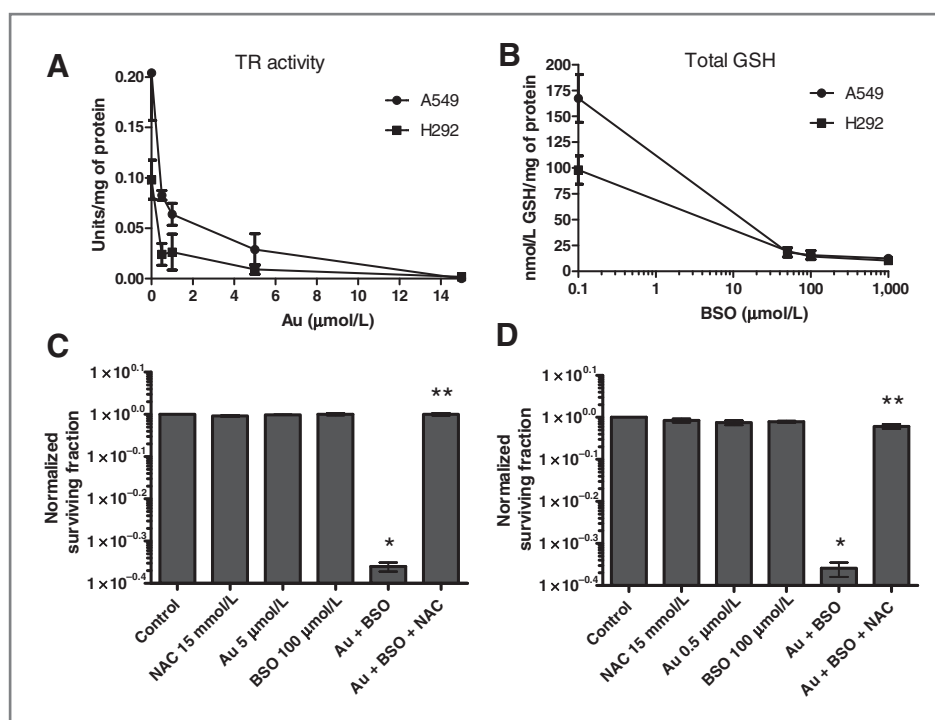 A
TR activity
0.20
0.15
0.10
0.05
0.00
Units/mg of protein
0 2 4 6 8 10 12 14
Au (μmol/L)
A549
H292
B
Total GSH
200
175
150
125
100
75
50
25
0
nmol/L GSH/mg of protein
0.1 1 10 100 1,000
BSO (μmol/L)
A549
H292
C
1×10^0.1
1×10^0.0
1×10^−0.1
1×10^−0.2
1×10^−0.3
1×10^−0.4
Normalized
surviving fraction
*
**
Control
NAC 15 mmol/L
Au 5 μmol/L
BSO 100 μmol/L
Au + BSO
Au + BSO + NAC
D
1×10^0.1
1×10^0.0
1×10^−0.1
1×10^−0.2
1×10^−0.3
1×10^−0.4
Normalized
surviving fraction
*
**
Control
NAC 15 mmol/L
Au 0.5 μmol/L
BSO 100 μmol/L
Au + BSO
Au + BSO + NAC